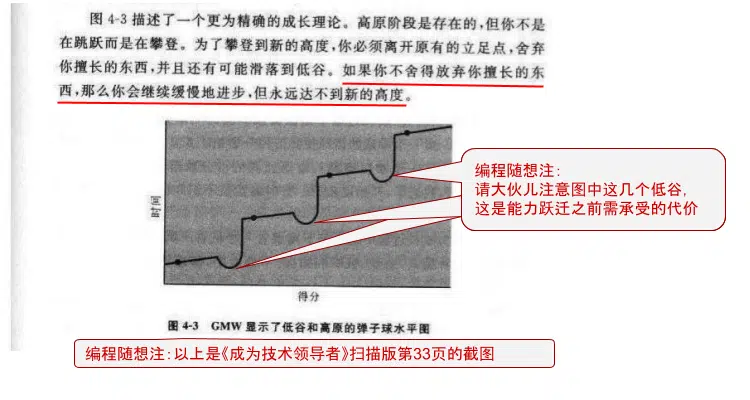 图 4-3 描述了一个更为精确的成长理论。高原阶段是存在的,但你不是
在跳跃而是在攀登。为了攀登到新的高度,你必须离开原有的立足点,舍弃
你擅长的东西,并且还有可能滑落到低谷。如果你不舍得放弃你擅长的东
西,那么你会继续缓慢地进步,但永远达不到新的高度。
编程随想注：
请大伙儿注意图中这几个低谷，
这是能力跃迁之前需承受的代价
时间
得分
图 4-3 GMW 显示了低谷和高原的弹子球水平图
编程随想注：以上是《成为技术领导者》扫描版第33页的截图